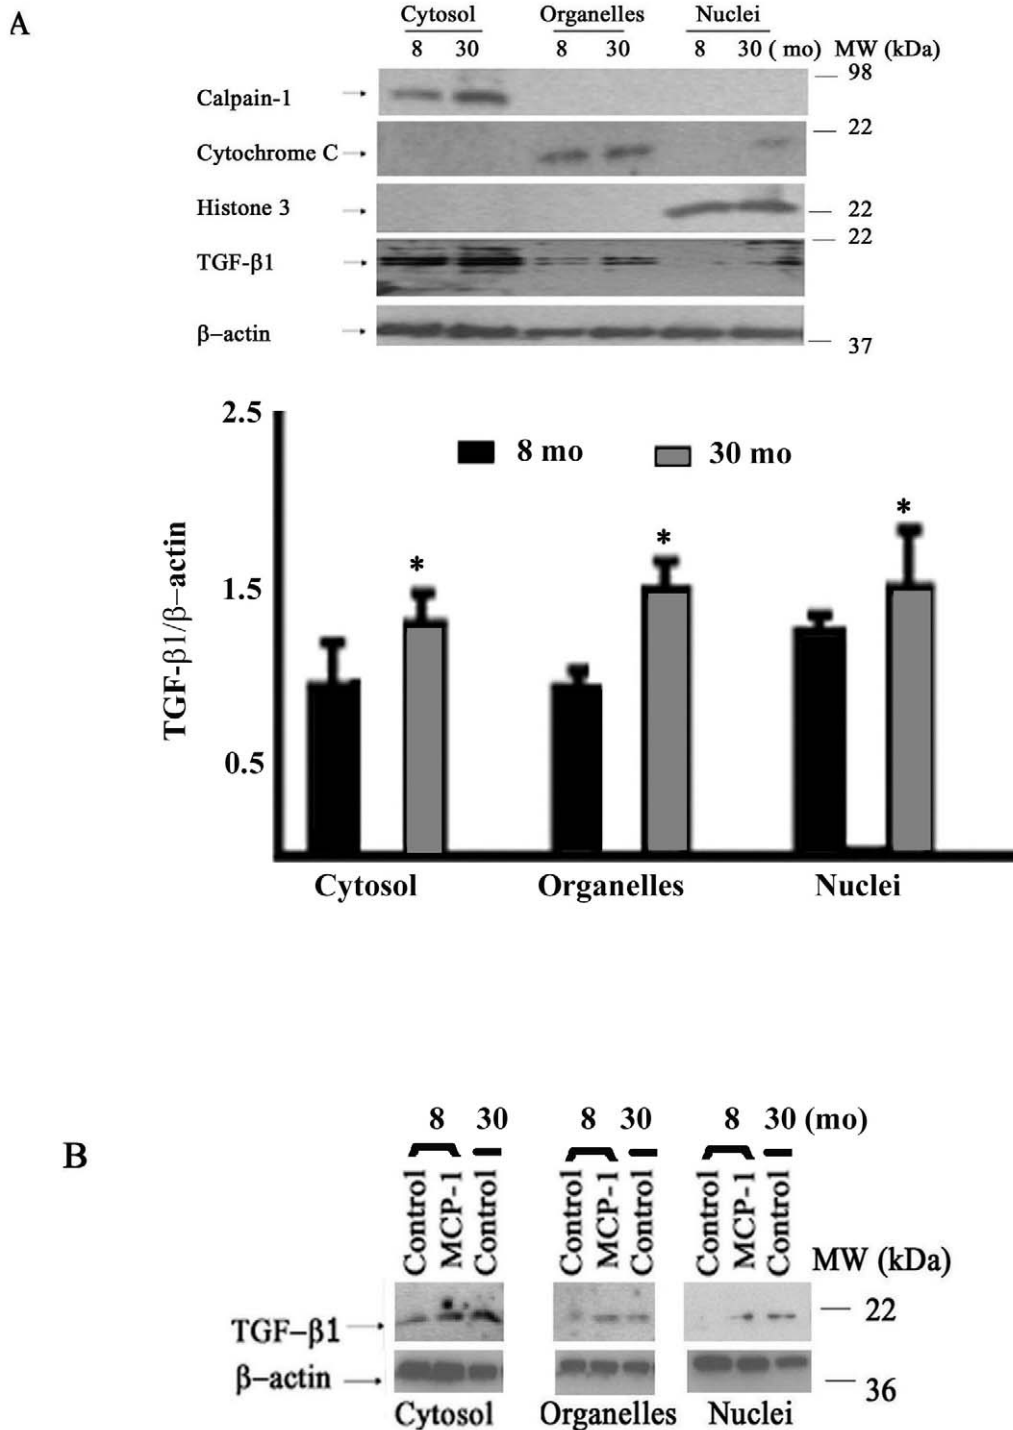 A
Cytosol Organelles Nuclei
8 30 8 30 8 30 ( mo) MW (kDa)
98
Calpain-1
22
Cytochrome C
Histone 3
22
22
TGF-β1
β–actin
37
2.5
8 mo 30 mo
*
*
*
1.5
TGF-β1/β–actin
0.5
Cytosol Organelles Nuclei
B
8 30 8 30 8 30 (mo)
Control MCP-1 Control Control MCP-1 Control Control MCP-1 Control
MW (kDa)
22
TGF–β1
β–actin
36
Cytosol Organelles Nuclei